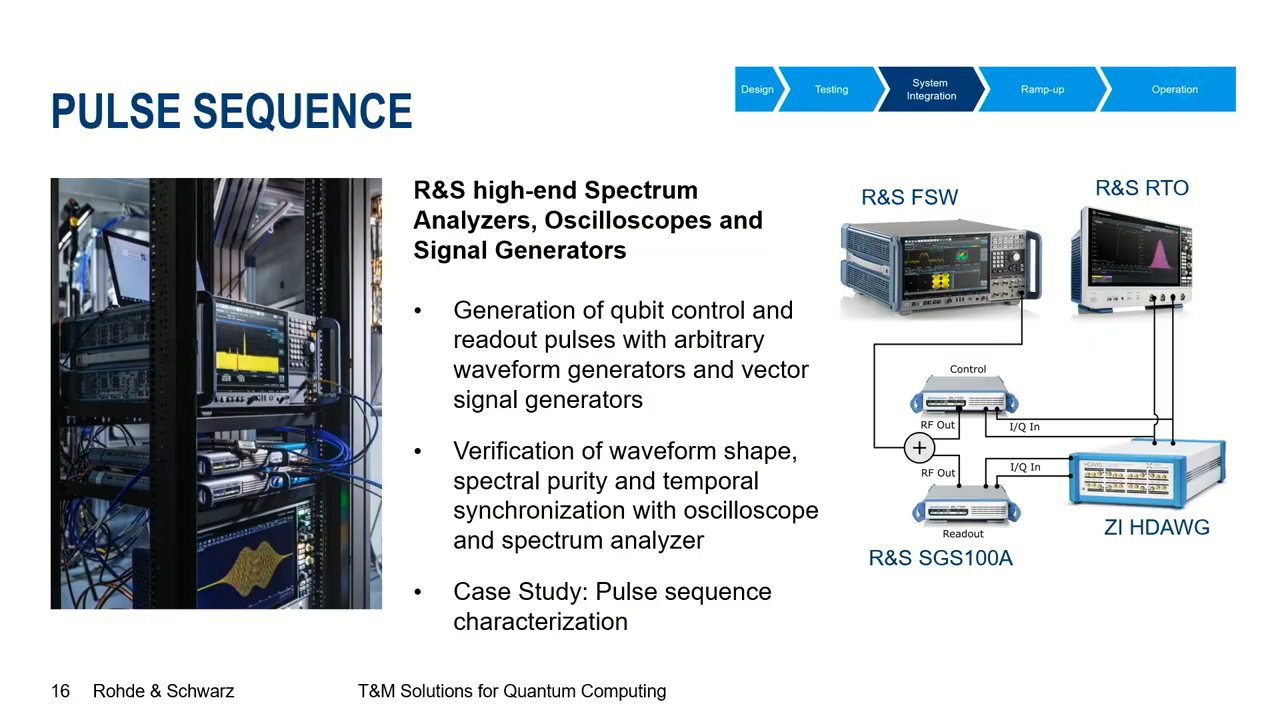 PULSE SEQUENCE
Design
Testing
System
Integration
Ramp-up
Operation
R&S high-end Spectrum
Analyzers, Oscilloscopes and
Signal Generators
• Generation of qubit control and
readout pulses with arbitrary
waveform generators and vector
signal generators
• Verification of waveform shape,
spectral purity and temporal
synchronization with oscilloscope
and spectrum analyzer
• Case Study: Pulse sequence
characterization
R&S FSW
R&S RTO
Control
RF Out
I/Q In
+
RF Out
I/Q In
HDAWG
Readout
ZI HDAWG
R&S SGS100A
16 Rohde & Schwarz T&M Solutions for Quantum Computing